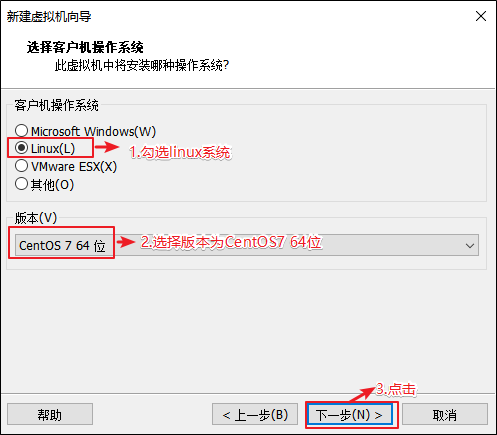 新建虚拟机向导
选择客户机操作系统
此虚拟机中将安装哪种操作系统?
客户机操作系统
Microsoft Windows(W)
Linux(L)
1.勾选linux系统
VMware ESX(X)
其他(O)
版本(V)
CentOS 7 64 位
2.选择版本为CentOS7 64位
3.点击
帮助
< 上一步(B)
下一步(N) >
取消